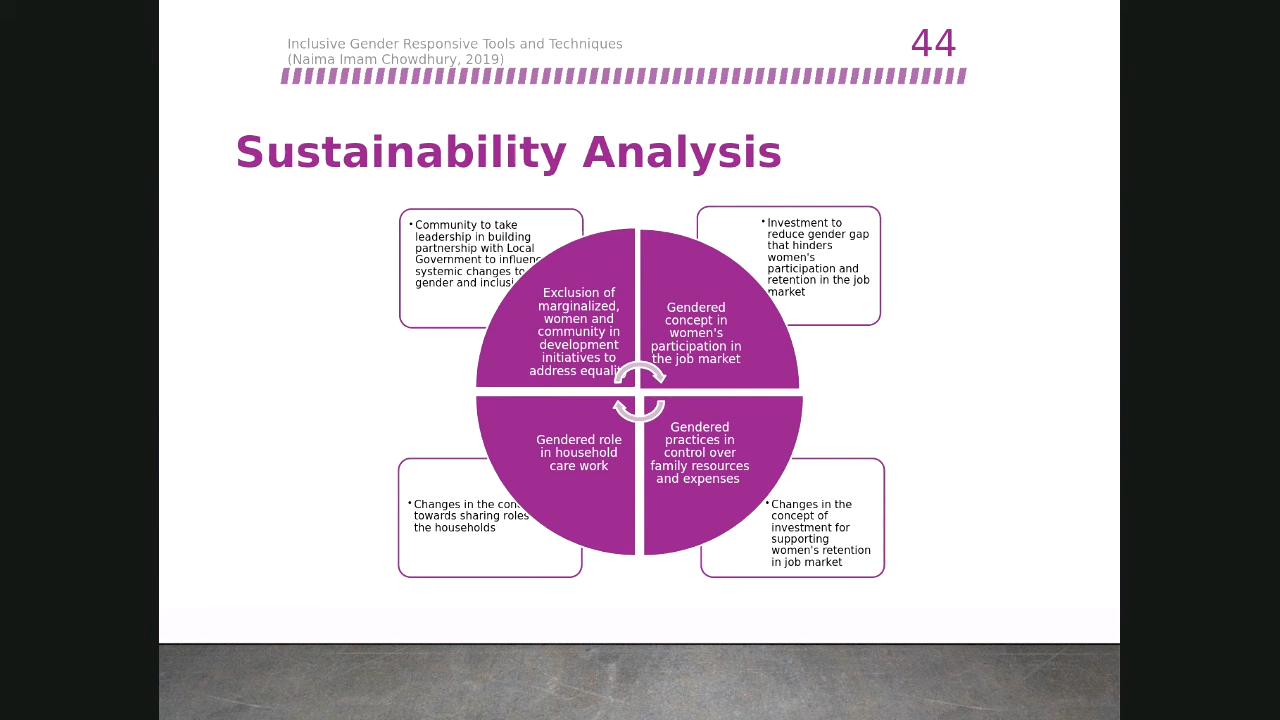 Inclusive Gender Responsive Tools and Techniques
(Naima Imam Chowdhury, 2019)
44
Sustainability Analysis
• Community to take
leadership in building
partnership with Local
Government to
systemic changes to
gender and
• Investment to
reduce gender gap
that hinders
women's
participation and
retention in the job
market
Exclusion of
marginalized,
women and
community in
development
initiatives to
address
Gendered
concept in
women's
participation in
the job market
Gendered role
in household
care work
Gendered
practices in
control over
family resources
and expenses
• Changes in the
towards sharing roles
the households
• Changes in the
concept of
investment for
supporting
women's retention
in job market